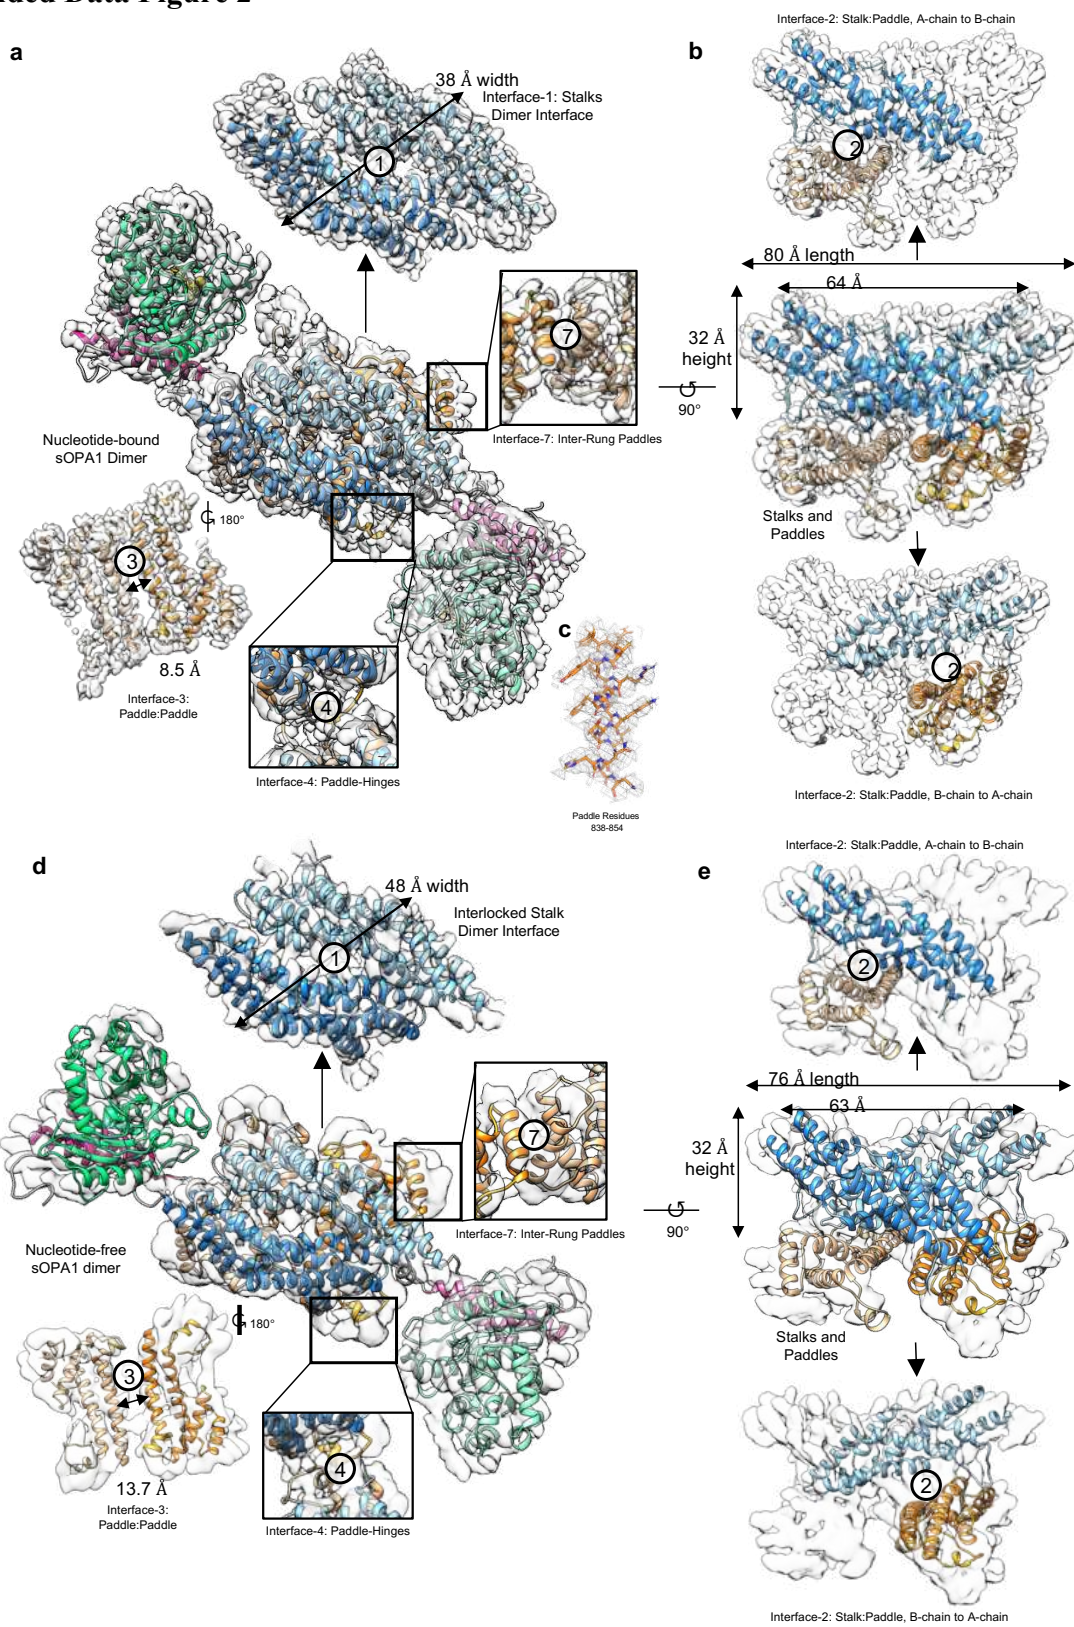 Data Figure 2
a
38 Å width
Interface-1: Stalks
Dimer Interface
1
7
Interface-7: Inter-Rung Paddles
Nucleotide-bound
sOPA1 Dimer
180°
3
8.5 Å
Interface-3:
Paddle:Paddle
4
Interface-4: Paddle-Hinges
90°
b
Interface-2: Stalk:Paddle, A-chain to B-chain
2
80 Å length
64 Å
32 Å
height
Stalks and
Paddles
2
Interface-2: Stalk:Paddle, B-chain to A-chain
c
Paddle Residues
838-854
d
48 Å width
Interlocked Stalk
Dimer Interface
1
7
Interface-7: Inter-Rung Paddles
Nucleotide-free
sOPA1 dimer
180°
3
13.7 Å
Interface-3:
Paddle:Paddle
4
Interface-4: Paddle-Hinges
90°
e
Interface-2: Stalk:Paddle, A-chain to B-chain
2
76 Å length
63 Å
32 Å
height
Stalks and
Paddles
2
Interface-2: Stalk:Paddle, B-chain to A-chain